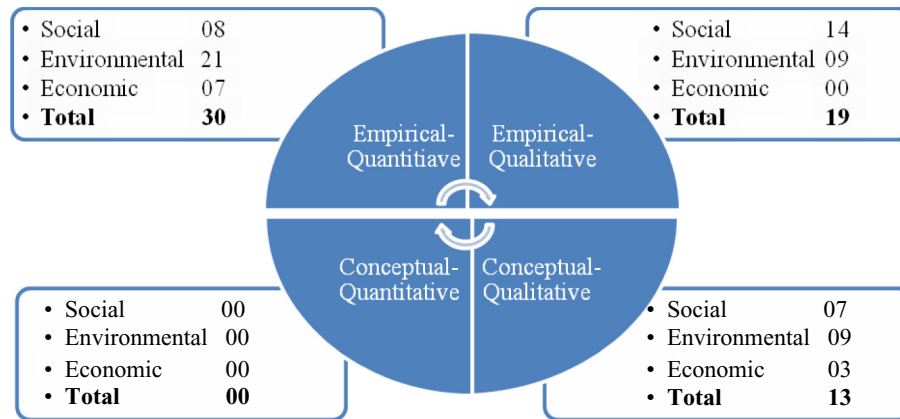 • Social 08
• Environmental 21
• Economic 07
• Total 30
• Social 14
• Environmental 09
• Economic 00
• Total 19
Empirical-
Quantitiave
Empirical-
Qualitative
Conceptual-
Quantitative
Conceptual-
Qualitative
• Social 00
• Environmental 00
• Economic 00
• Total 00
• Social 07
• Environmental 09
• Economic 03
• Total 13